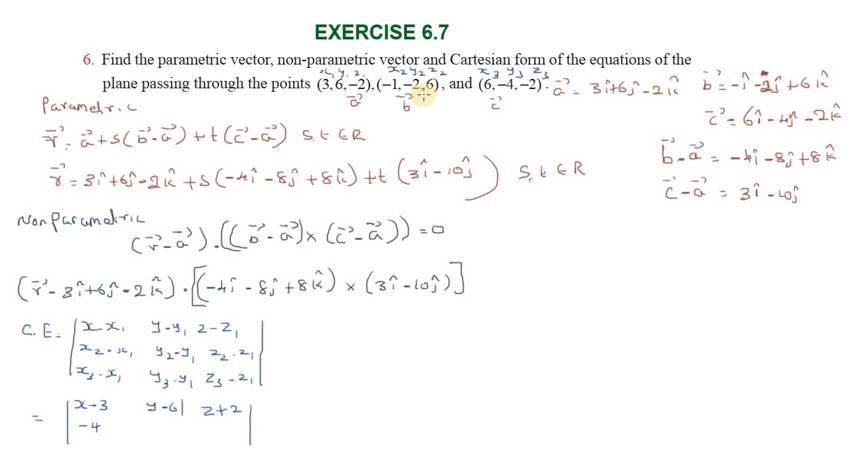 EXERCISE 6.7
6. Find the parametric vector, non-parametric vector and Cartesian form of the equations of the
x₁ y₁ z₁ x₂ y₂ z₂ x₃ y₃ z₃
plane passing through the points (3,6,−2),(−1,−2,6), and (6,−4,−2).
a⃗ b⃗ c⃗
a⃗ = 3î+6ĵ−2k̂ b⃗ = −î−2ĵ+6k̂
c⃗ = 6î−4ĵ−2k̂
b⃗−a⃗ = −4î−8ĵ+8k̂
c⃗−a⃗ = 3î−10ĵ
Parametric
r⃗ = a⃗+s(b⃗−a⃗)+t(c⃗−a⃗) s,t∈R
r⃗ = 3î+6ĵ−2k̂+s(−4î−8ĵ+8k̂)+t(3î−10ĵ) s,t∈R
Non Parametric
(r⃗−a⃗).((b⃗−a⃗)×(c⃗−a⃗))=0
(r⃗−3î+6ĵ−2k̂).[(−4î−8ĵ+8k̂)×(3î−10ĵ)]
C.E = | x−x₁ y−y₁ z−z₁ |
| x₂−x₁ y₂−y₁ z₂−z₁ |
| x₃−x₁ y₃−y₁ z₃−z₁ |
= | x−3 y−6 | z+2 |
| −4 |